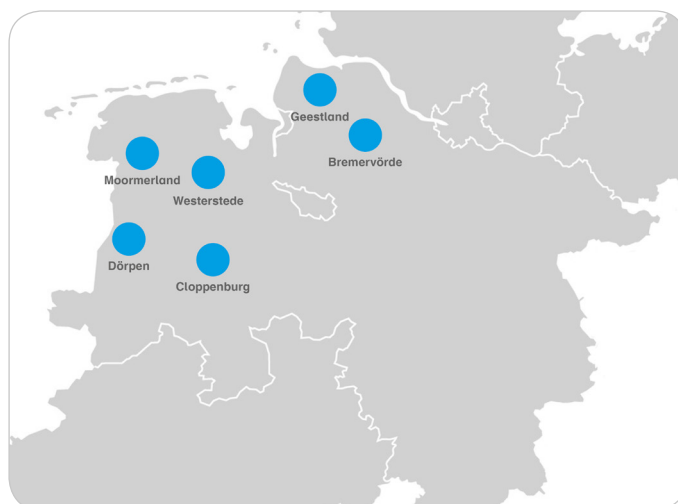 Geestland
Bremervörde
Moormerland
Westerstede
Dörpen
Cloppenburg